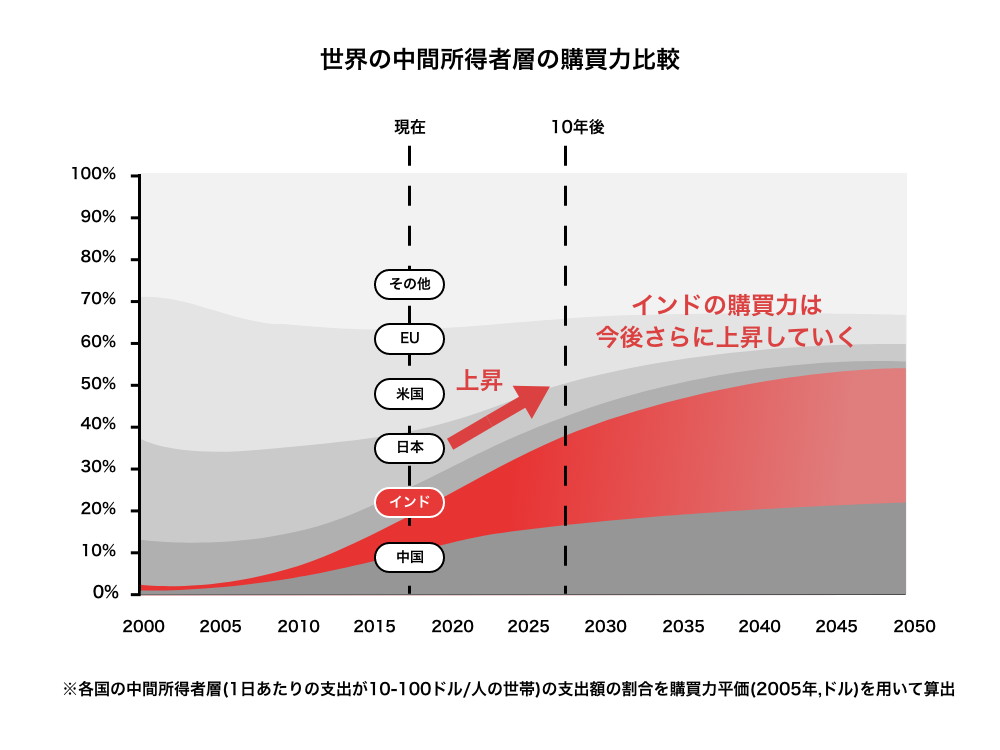 世界の中間所得者層の購買力比較
現在
10年後
100%
90%
80%
70%
60%
50%
40%
30%
20%
10%
0%
その他
EU
米国
日本
インド
中国
上昇
インドの購買力は
今後さらに上昇していく
2000 2005 2010 2015 2020 2025 2030 2035 2040 2045 2050
※各国の中間所得者層(1日あたりの支出が10-100ドル/人の世帯)の支出額の割合を購買力平価(2005年,ドル)を用いて算出